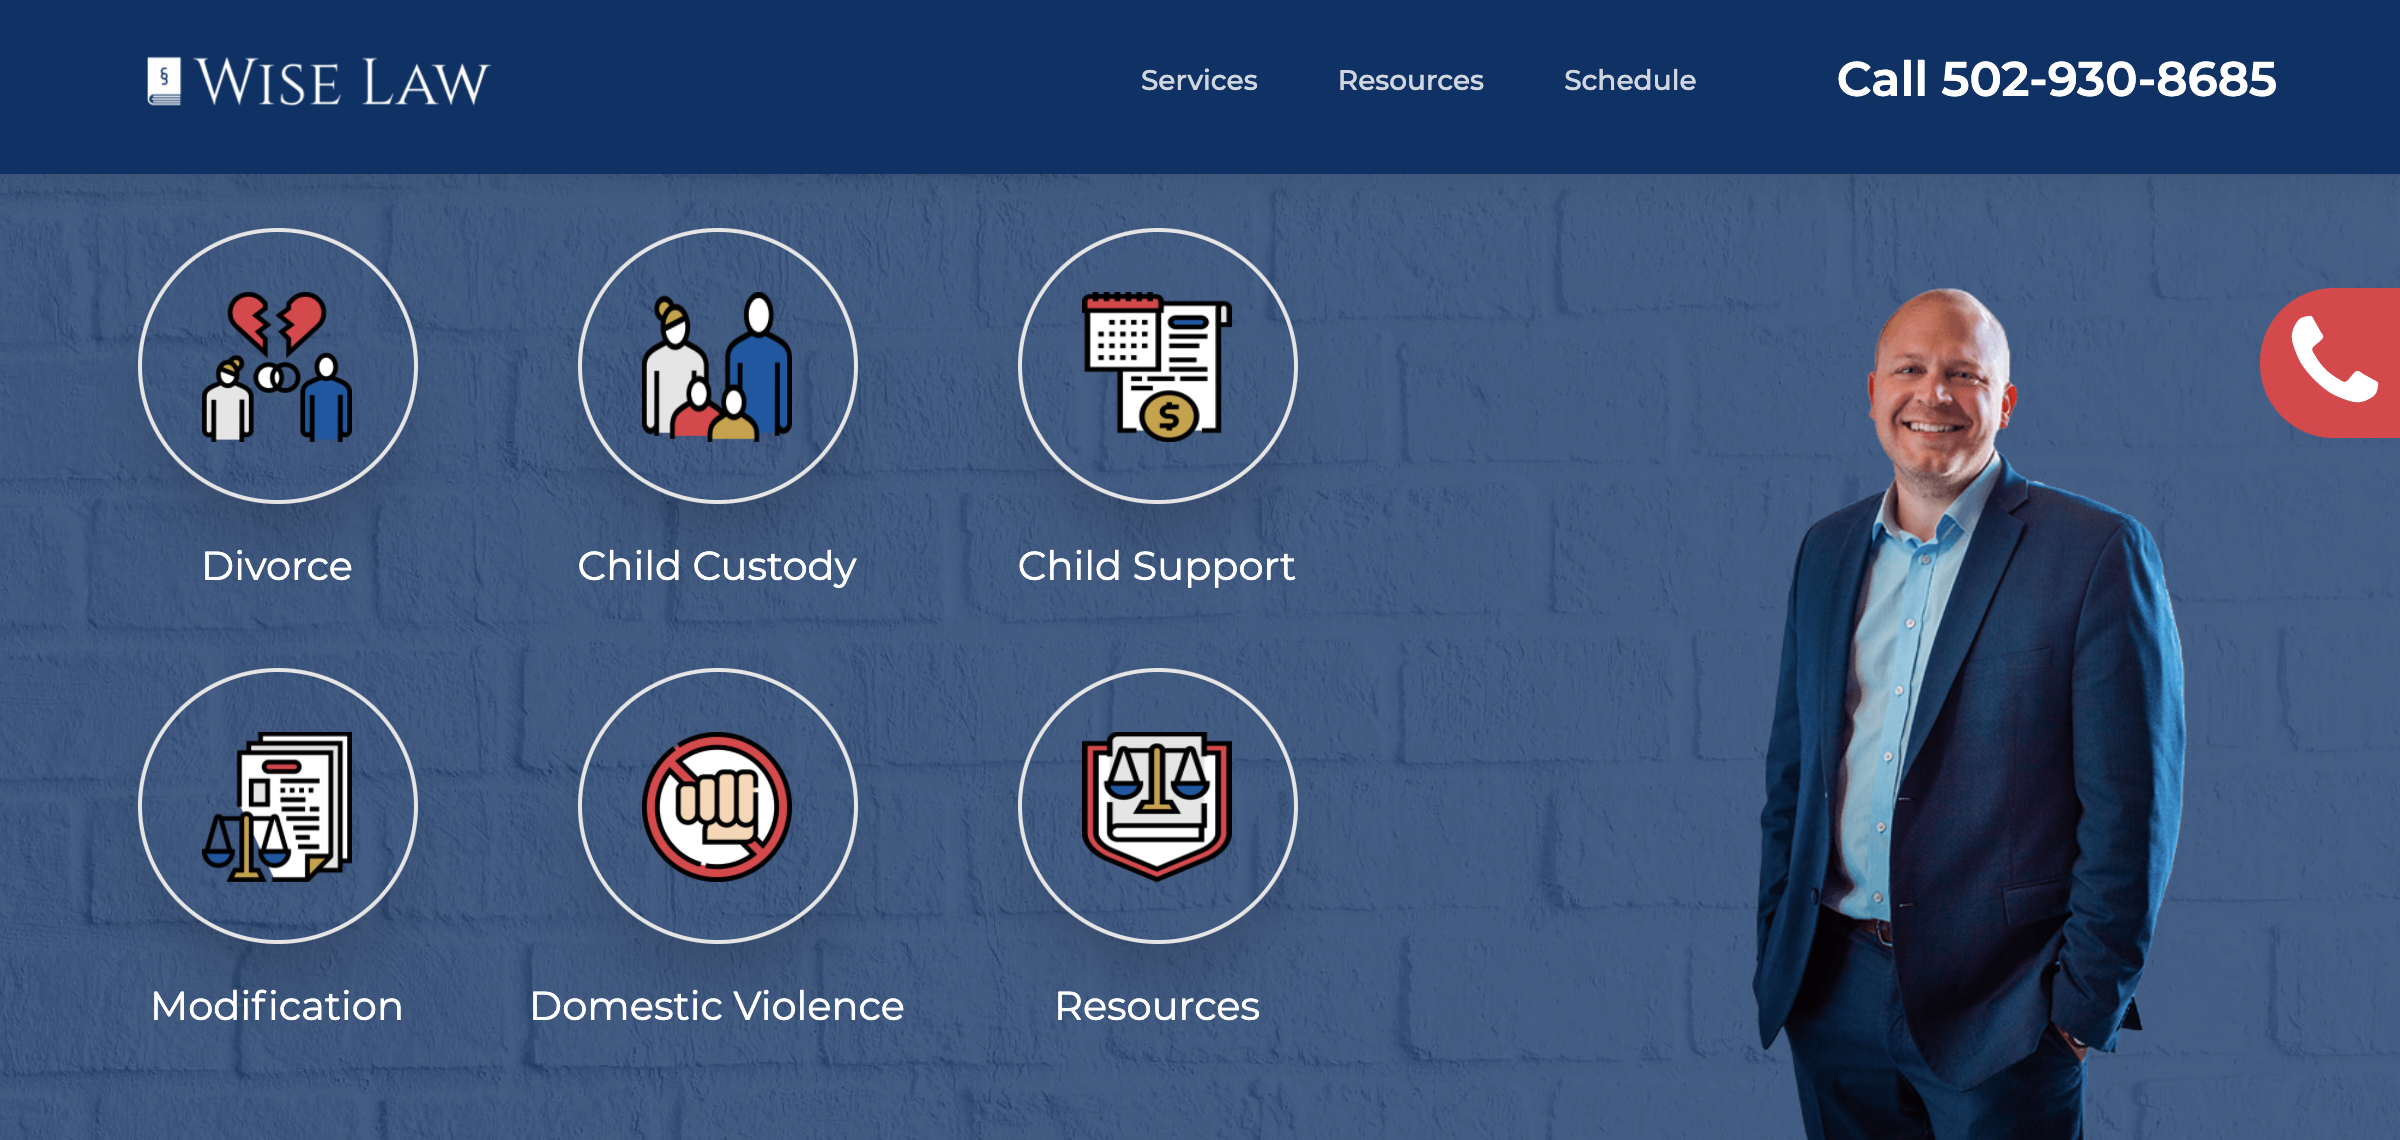 § WISE LAW
Services
Resources
Schedule
Call 502-930-8685
$
Divorce
Child Custody
Child Support
Modification
Domestic Violence
Resources